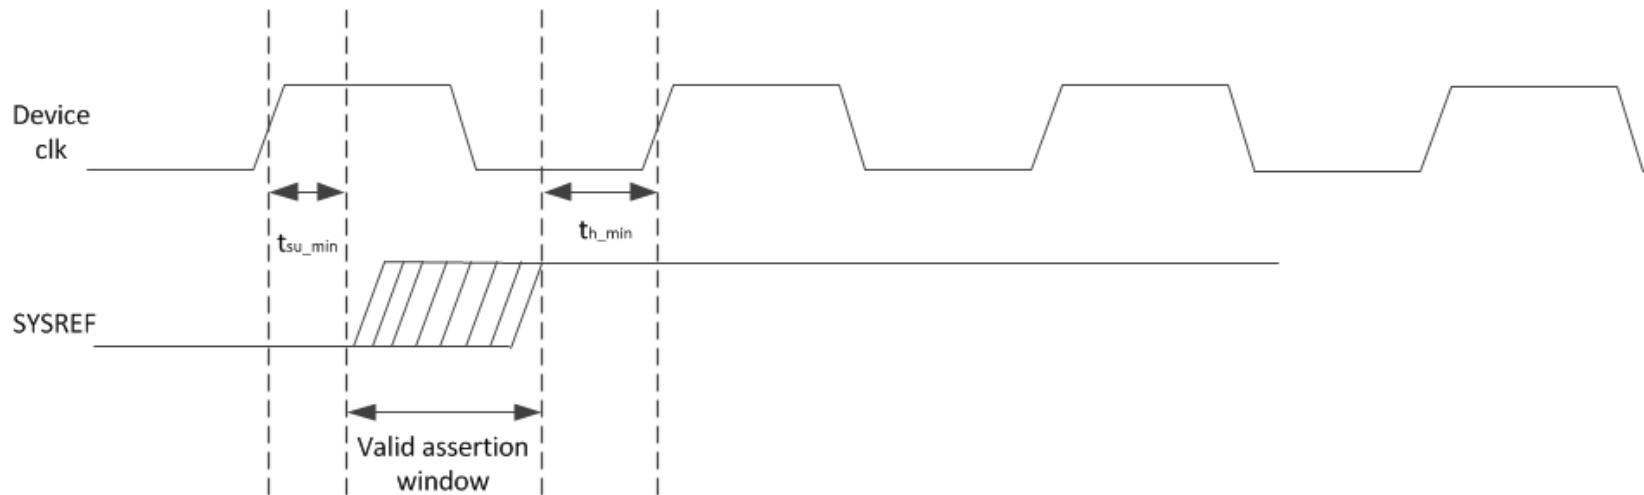 Device
clk
tsu_min
th_min
SYSREF
Valid assertion
window